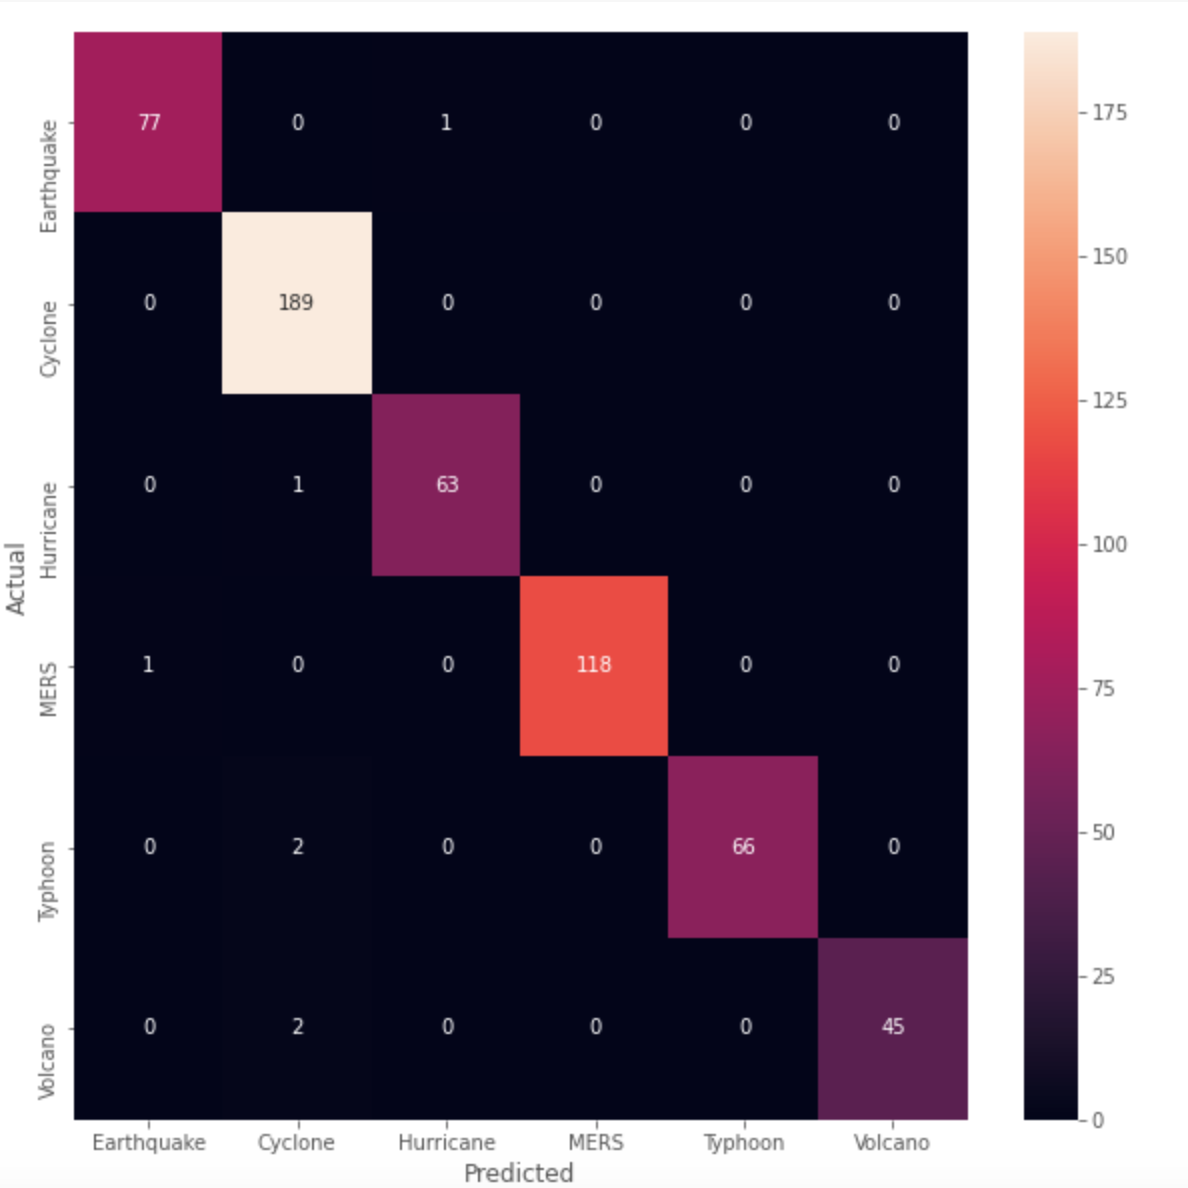 Earthquake 77 0 1 0 0 0
Cyclone 0 189 0 0 0 0
Hurricane 0 1 63 0 0 0
MERS 1 0 0 118 0 0
Typhoon 0 2 0 0 66 0
Volcano 0 2 0 0 0 45
Actual
Earthquake Cyclone Hurricane MERS Typhoon Volcano
Predicted
175
150
125
100
75
50
25
0